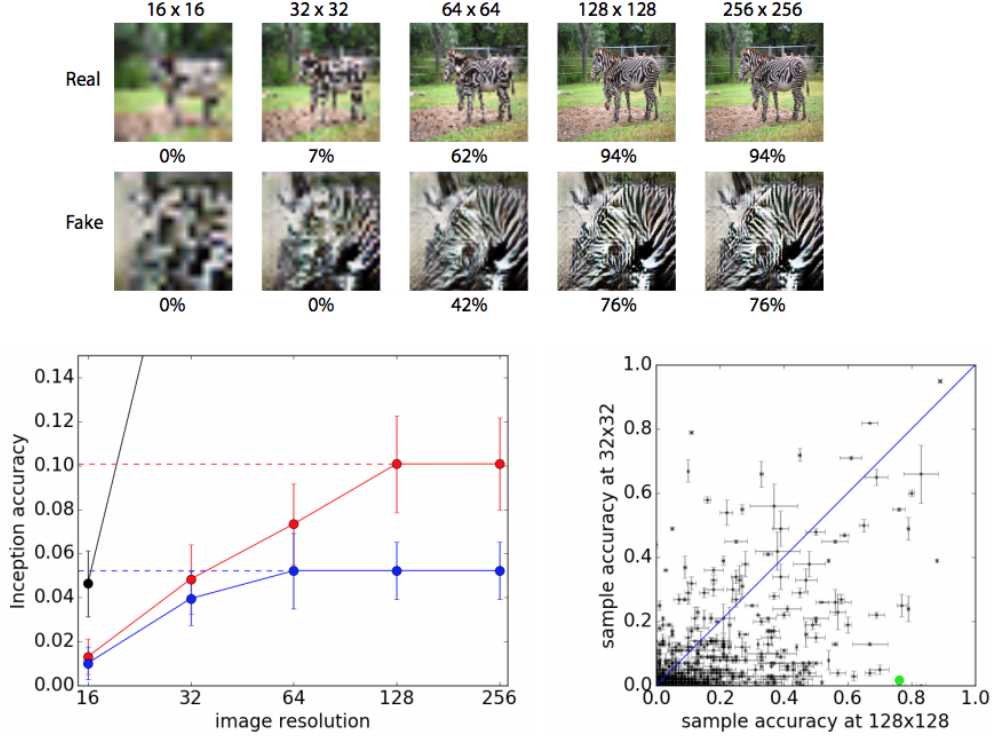 16 x 16 32 x 32 64 x 64 128 x 128 256 x 256
Real
0% 7% 62% 94% 94%
Fake
0% 0% 42% 76% 76%
Inception accuracy
0.14
0.12
0.10
0.08
0.06
0.04
0.02
0.00
16 32 64 128 256
image resolution
sample accuracy at 32x32
1.0
0.8
0.6
0.4
0.2
0.0
0.0 0.2 0.4 0.6 0.8 1.0
sample accuracy at 128x128